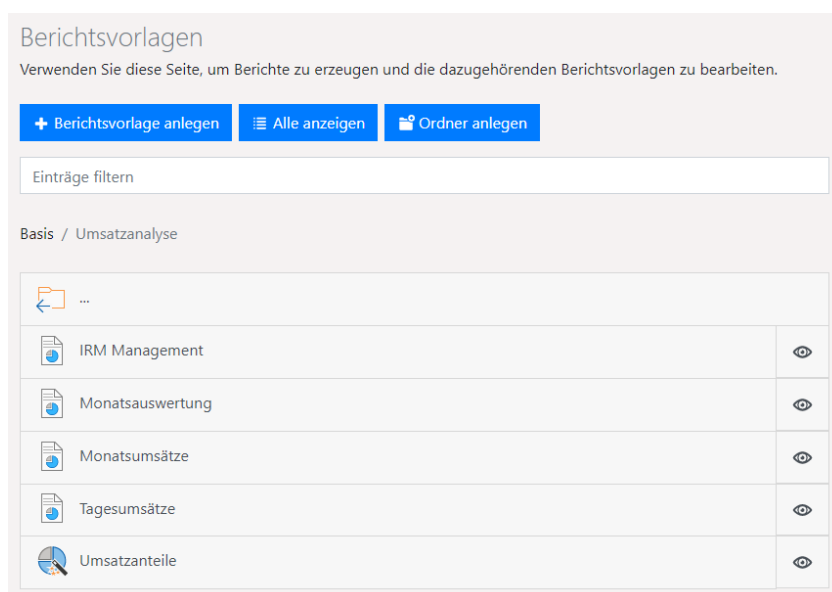 Berichtsvorlagen
Verwenden Sie diese Seite, um Berichte zu erzeugen und die dazugehörenden Berichtsvorlagen zu bearbeiten.
Berichtsvorlage anlegen Alle anzeigen Ordner anlegen
Einträge filtern
Basis / Umsatzanalyse
...
IRM Management
Monatsauswertung
Monatsumsätze
Tagesumsätze
Umsatzanteile